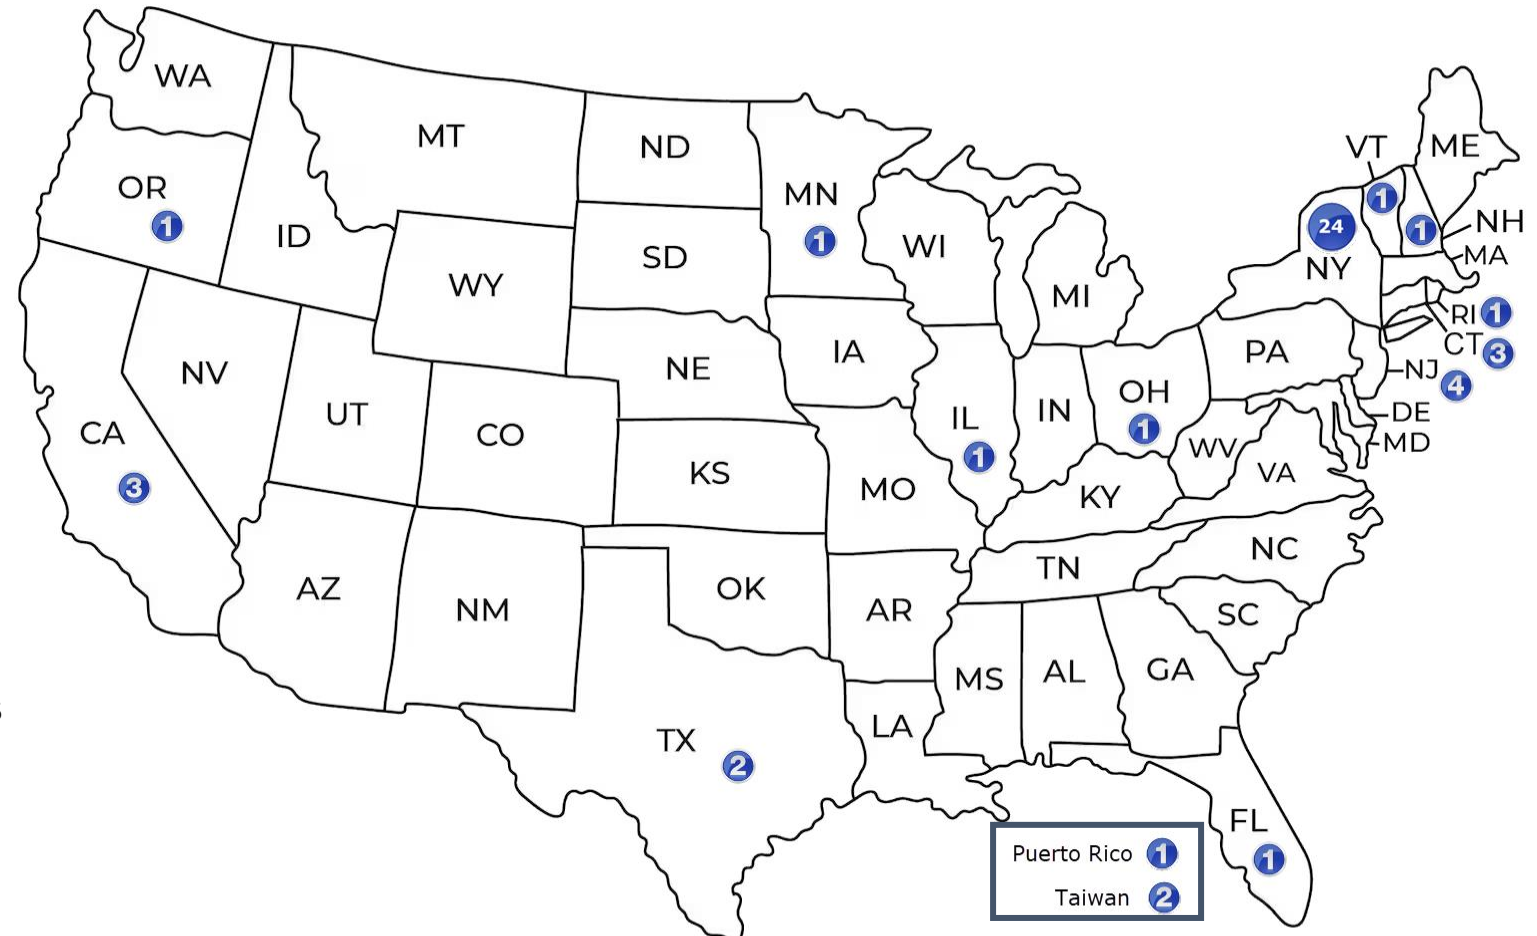 WA
MT
ND
VT
ME
OR
1
ID
MN
1
WI
24
NY
1
1
NH
MA
WY
SD
MI
RI 1
CT 3
NJ 4
NV
NE
IA
PA
UT
CO
IL
1
IN
OH
1
DE
MD
CA
3
KS
MO
WV
VA
KY
AZ
NM
OK
AR
TN
NC
SC
MS
AL
GA
LA
TX
2
FL
1
Puerto Rico 1
Taiwan 2